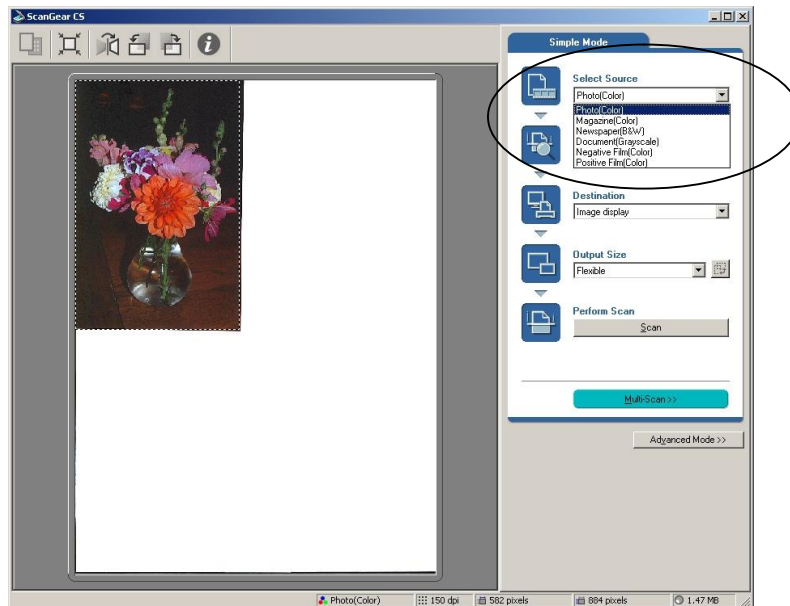 ScanGear CS
Simple Mode
Select Source
Photo(Color)
Photo(Color)
Magazine(Color)
Newspaper(B&W)
Document(Grayscale)
Negative Film(Color)
Positive Film(Color)
Destination
Image display
Output Size
Flexible
Perform Scan
Scan
Multi-Scan >>
Advanced Mode >>
Photo(Color) 150 dpi 582 pixels 884 pixels 1.47 MB